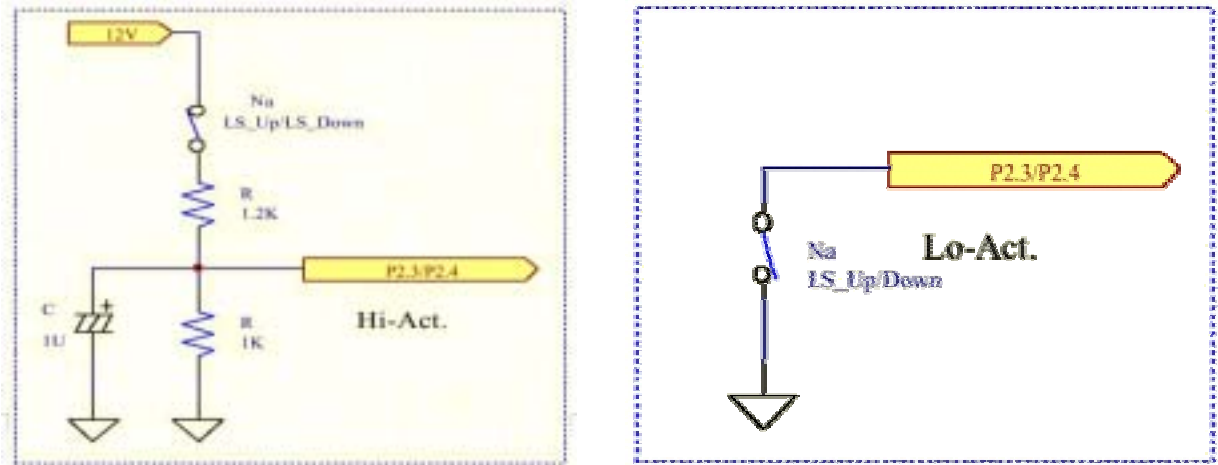 12V
Na
LS_Up/LS_Down
R
1.2K
P2.3/P2.4
C
+
1U
R
1K
Hi-Act.
P2.3/P2.4
Na
LS_Up/Down
Lo-Act.